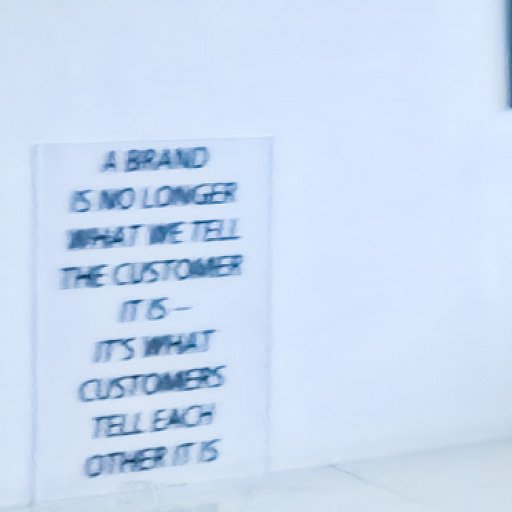 A BRAND
IS NO LONGER
WHAT WE TELL
THE CUSTOMER
IT IS –
IT'S WHAT
CUSTOMERS
TELL EACH
OTHER IT IS